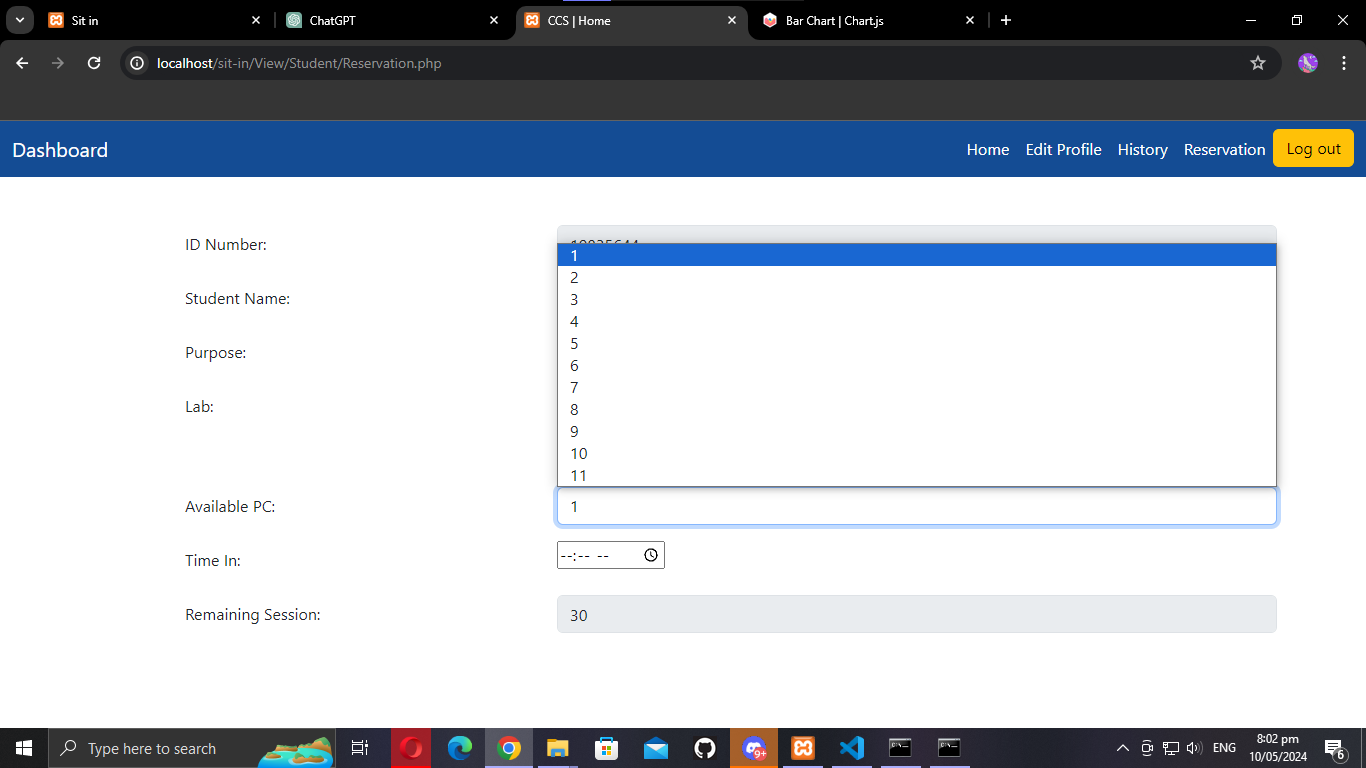 Sit in
ChatGPT
CCS | Home
Bar Chart | Chart.js
localhost/sit-in/View/Student/Reservation.php
Dashboard
Home
Edit Profile
History
Reservation
Log out
ID Number:
1
2
3
4
5
6
7
8
9
10
11
Student Name:
Purpose:
Lab:
Available PC:
1
Time In:
--:-- --
Remaining Session:
30
Type here to search
9+
ENG
8:02 pm
10/05/2024
6